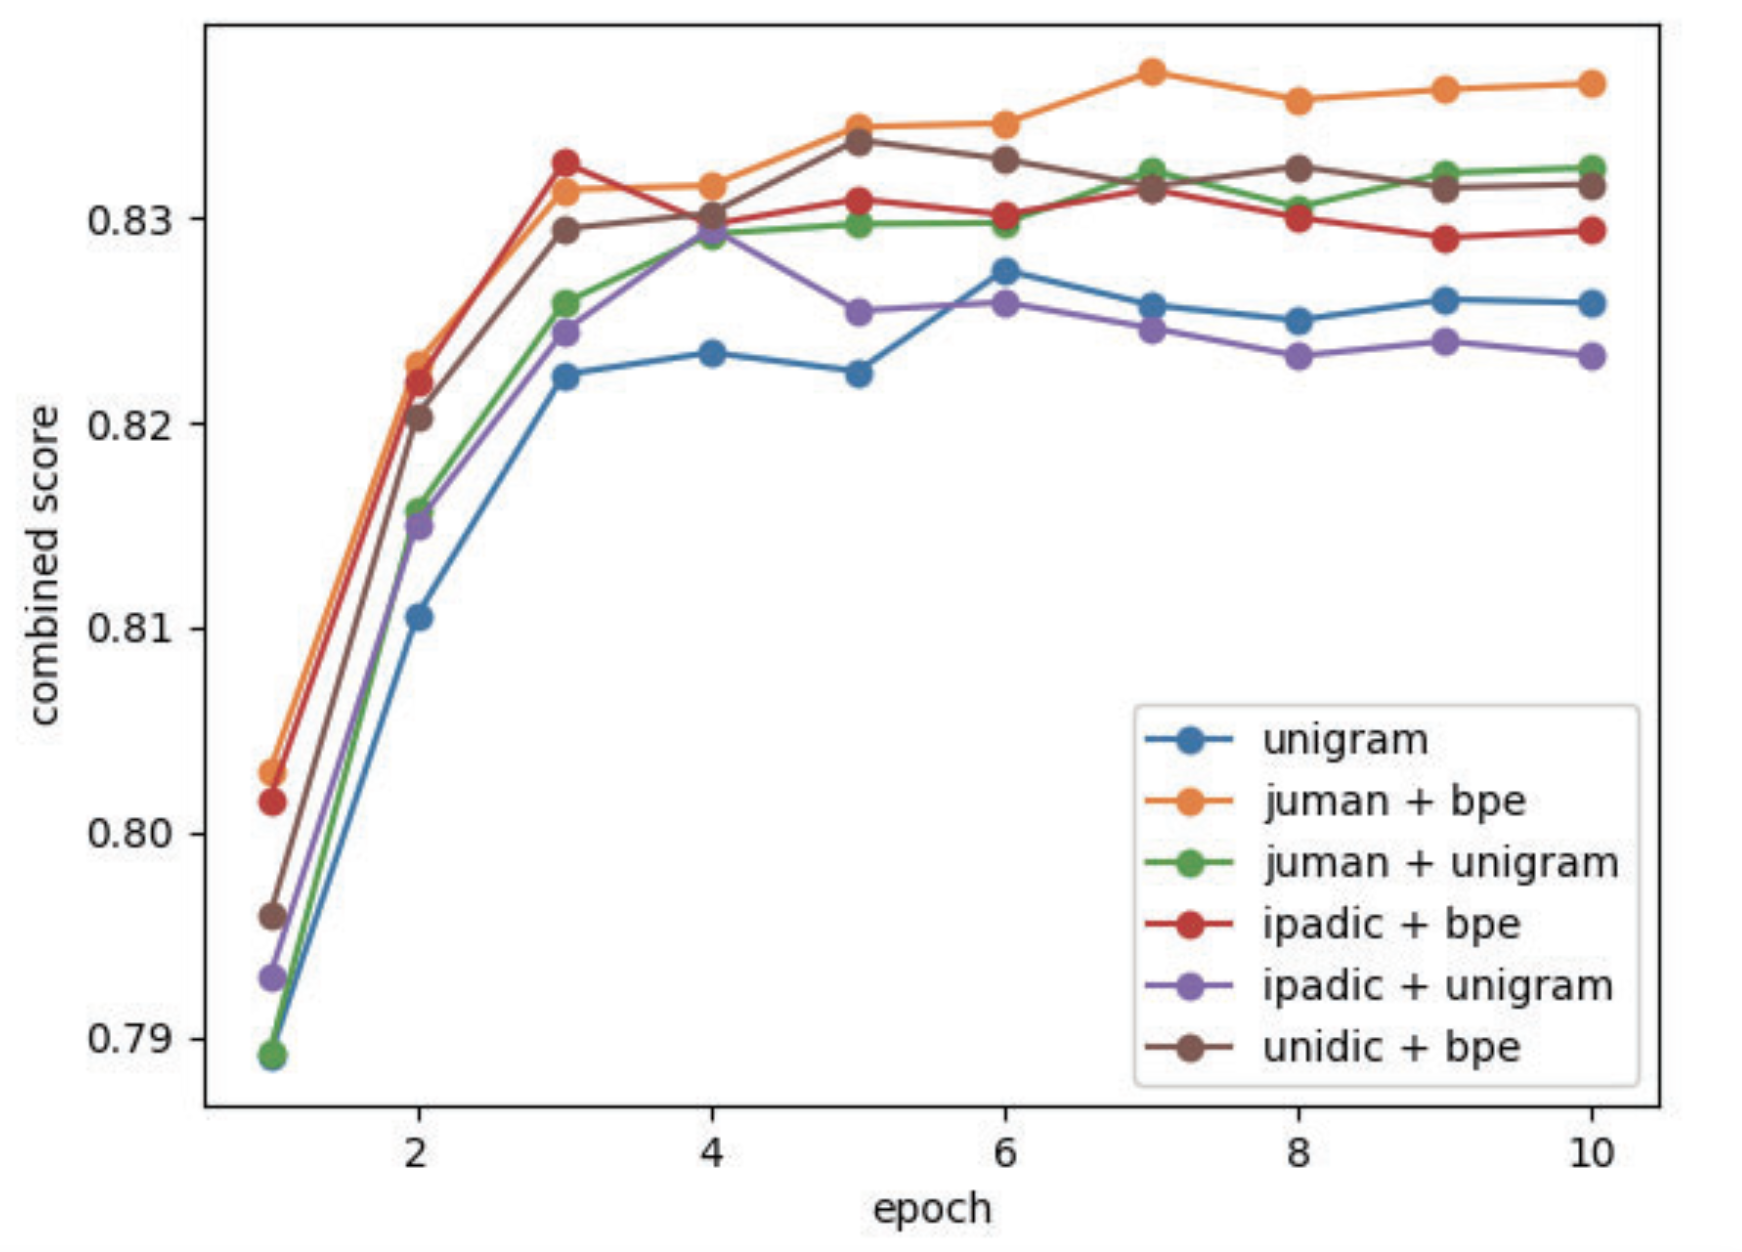 combined score
0.83
0.82
0.81
0.80
0.79
unigram
juman + bpe
juman + unigram
ipadic + bpe
ipadic + unigram
unidic + bpe
2 4 6 8 10
epoch